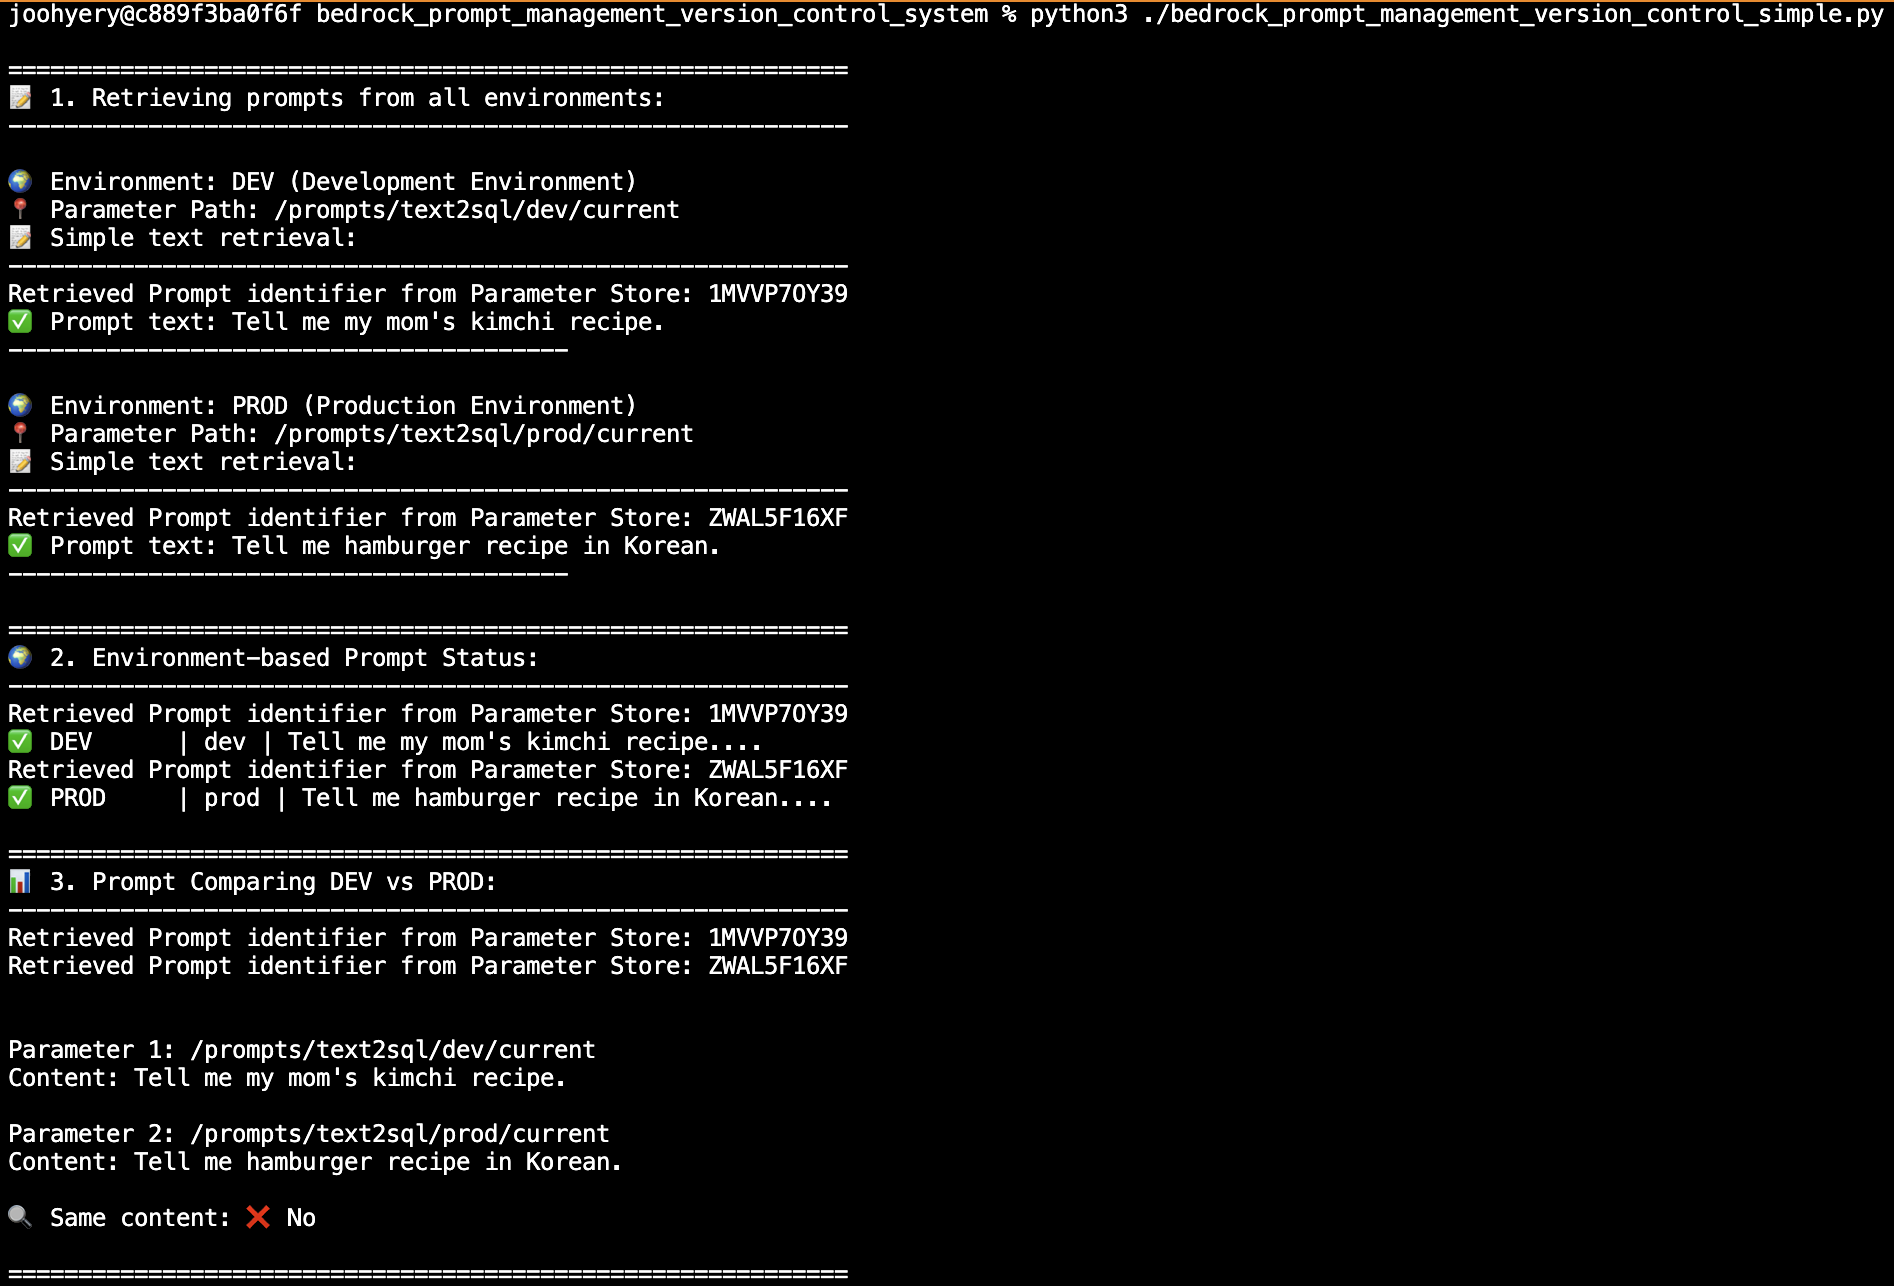 joohyery@c889f3ba0f6f bedrock_prompt_management_version_control_system % python3 ./bedrock_prompt_management_version_control_simple.py
============================================================
📝 1. Retrieving prompts from all environments:
------------------------------------------------------------
🌍 Environment: DEV (Development Environment)
📍 Parameter Path: /prompts/text2sql/dev/current
📝 Simple text retrieval:
------------------------------------------------------------
Retrieved Prompt identifier from Parameter Store: 1MVVP7OY39
✅ Prompt text: Tell me my mom's kimchi recipe.
----------------------------------------
🌍 Environment: PROD (Production Environment)
📍 Parameter Path: /prompts/text2sql/prod/current
📝 Simple text retrieval:
------------------------------------------------------------
Retrieved Prompt identifier from Parameter Store: ZWAL5F16XF
✅ Prompt text: Tell me hamburger recipe in Korean.
----------------------------------------
============================================================
🌍 2. Environment-based Prompt Status:
------------------------------------------------------------
Retrieved Prompt identifier from Parameter Store: 1MVVP7OY39
✅ DEV      | dev | Tell me my mom's kimchi recipe....
Retrieved Prompt identifier from Parameter Store: ZWAL5F16XF
✅ PROD     | prod | Tell me hamburger recipe in Korean....
============================================================
📊 3. Prompt Comparing DEV vs PROD:
------------------------------------------------------------
Retrieved Prompt identifier from Parameter Store: 1MVVP7OY39
Retrieved Prompt identifier from Parameter Store: ZWAL5F16XF
Parameter 1: /prompts/text2sql/dev/current
Content: Tell me my mom's kimchi recipe.
Parameter 2: /prompts/text2sql/prod/current
Content: Tell me hamburger recipe in Korean.
🔍 Same content: ❌ No
============================================================